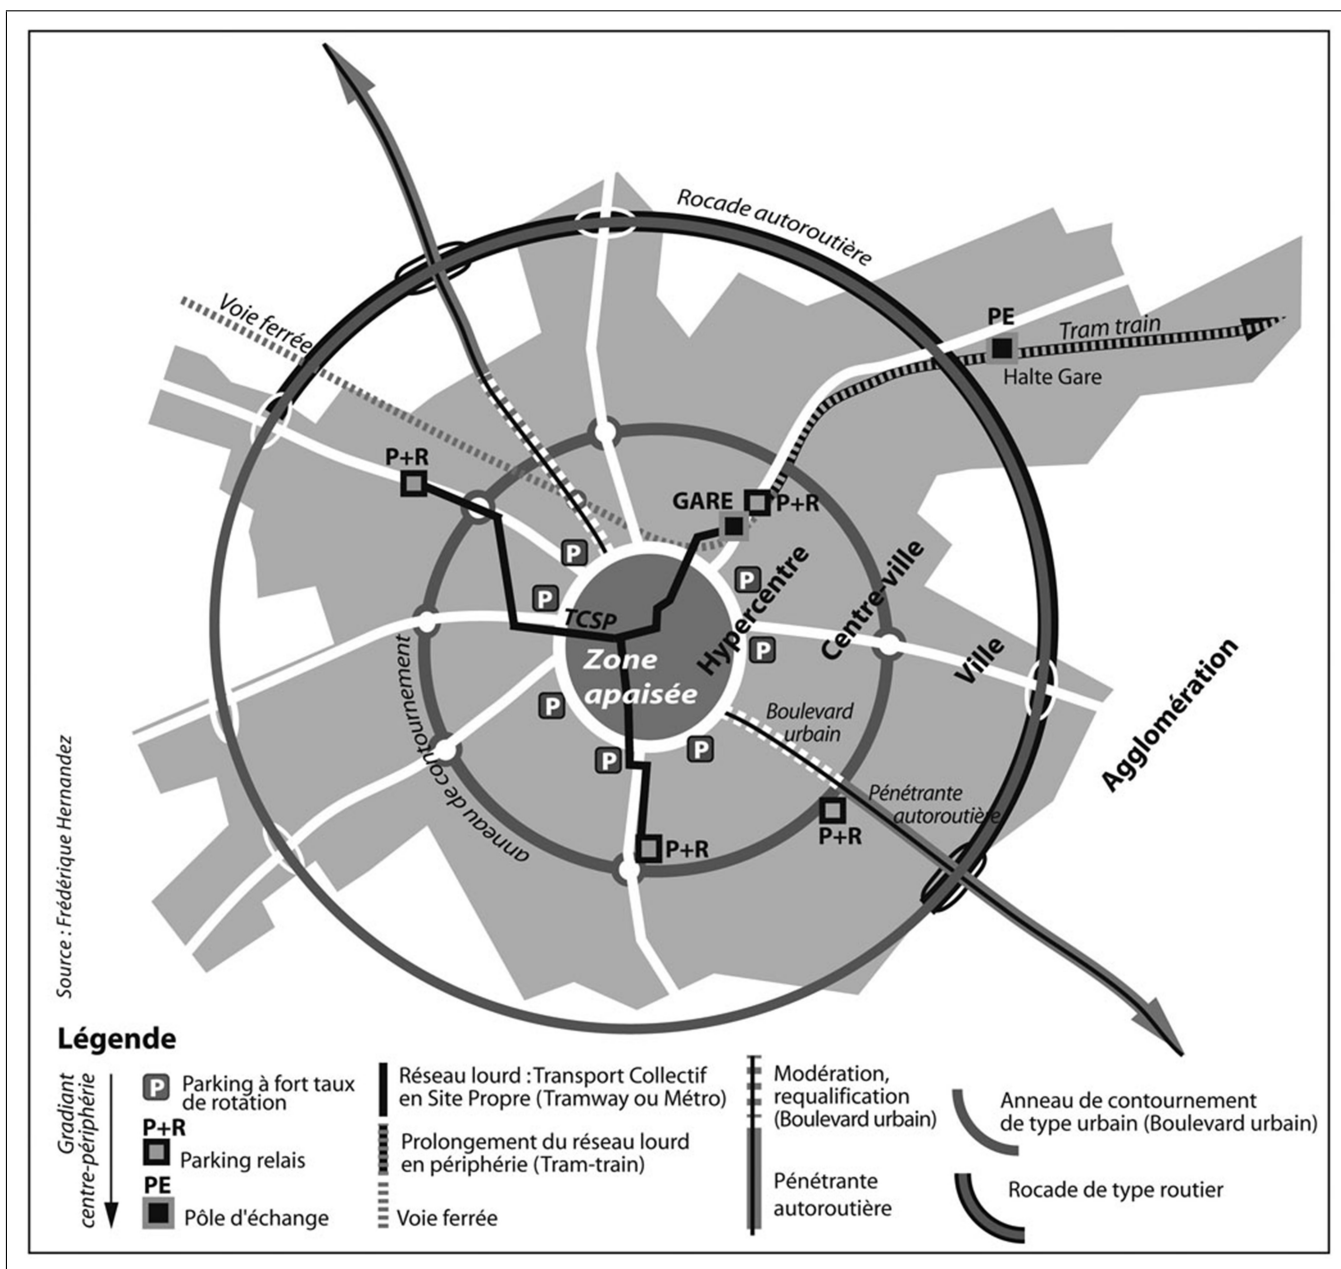 Rocade autoroutière
Voie ferrée
PE
Tram train
Halte Gare
P+R
GARE
P+R
P
P
P
TCSP
Hypercentre
Centre-ville
Ville
Agglomération
P
Zone
apaisée
P
P
P
Boulevard
urbain
anneau de contournement
Pénétrante
autoroutière
P+R
P+R
Source : Frédérique Hernandez
Légende
Gradiant
centre-périphérie
P
Parking à fort taux
de rotation
P+R
Parking relais
PE
Pôle d'échange
Réseau lourd : Transport Collectif
en Site Propre (Tramway ou Métro)
Prolongement du réseau lourd
en périphérie (Tram-train)
Voie ferrée
Modération,
requalification
(Boulevard urbain)
Pénétrante
autoroutière
Anneau de contournement
de type urbain (Boulevard urbain)
Rocade de type routier